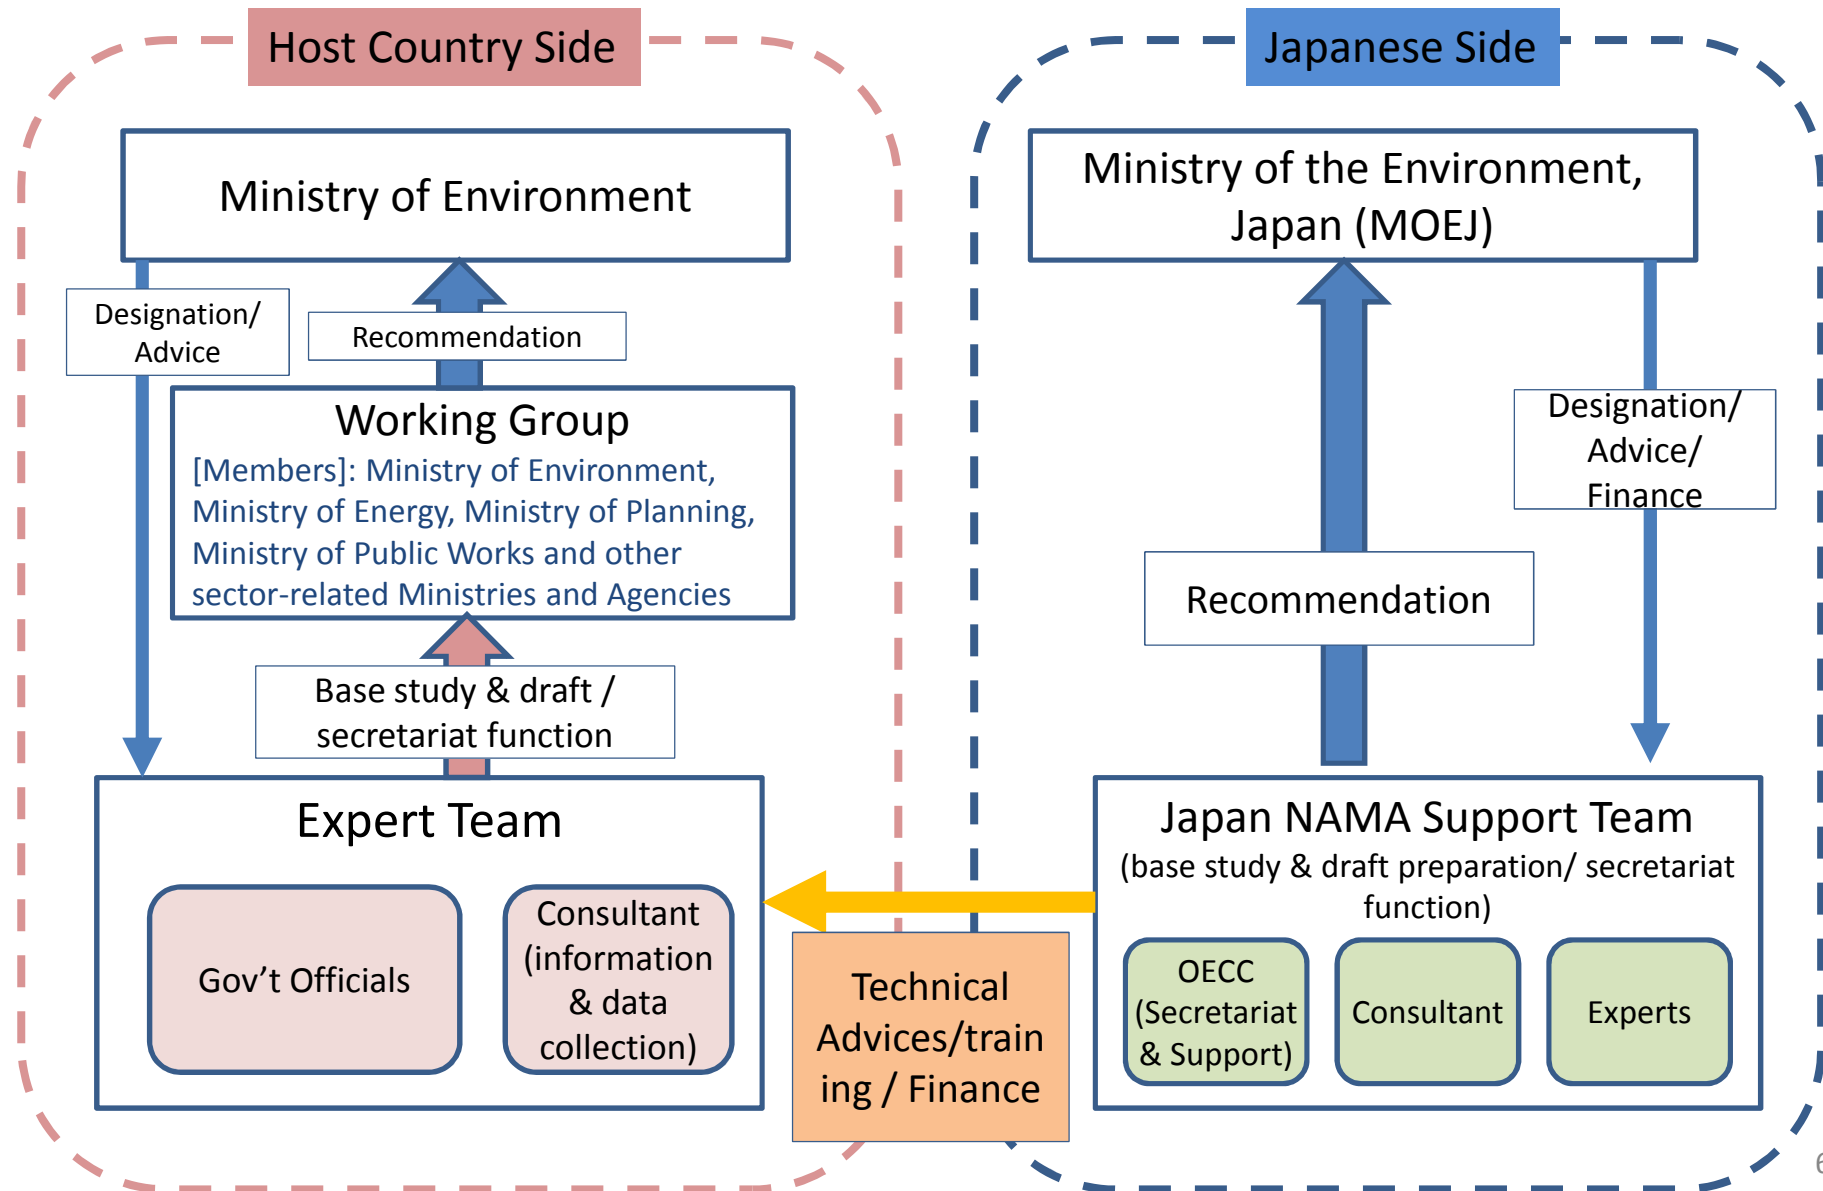 Host Country Side
Ministry of Environment
Designation/
Advice
Recommendation
Working Group
[Members]: Ministry of Environment,
Ministry of Energy, Ministry of Planning,
Ministry of Public Works and other
sector-related Ministries and Agencies
Base study & draft /
secretariat function
Expert Team
Gov’t Officials
Consultant
(information
& data
collection)
Technical
Advices/train
ing / Finance
Japanese Side
Ministry of the Environment,
Japan (MOEJ)
Recommendation
Designation/
Advice/
Finance
Japan NAMA Support Team
(base study & draft preparation/ secretariat
function)
OECC
(Secretariat
& Support)
Consultant
Experts
6